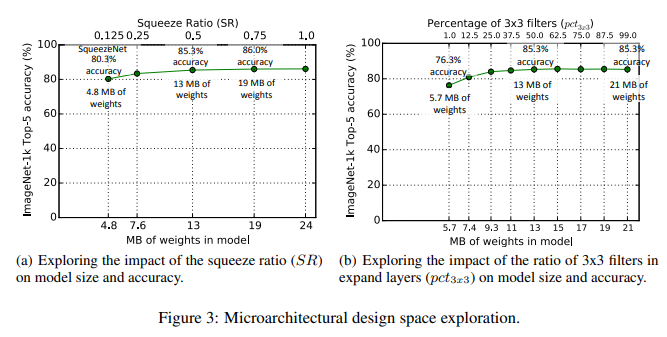 Squeeze Ratio (SR)
0.125 0.25 0.5 0.75 1.0
100
80
60
40
20
0
ImageNet-1k Top-5 accuracy (%)
SqueezeNet
80.3%
accuracy
4.8 MB of
weights
85.3%
accuracy
13 MB of
weights
86.0%
accuracy
19 MB of
weights
4.8 7.6 13 19 24
MB of weights in model
(a) Exploring the impact of the squeeze ratio (SR)
on model size and accuracy.
Percentage of 3x3 filters (pct3x3)
1.0 12.5 25.0 37.5 50.0 62.5 75.0 87.5 99.0
100
80
60
40
20
0
ImageNet-1k Top-5 accuracy (%)
76.3%
accuracy
5.7 MB of
weights
85.3%
accuracy
13 MB of
weights
85.3%
accuracy
21 MB of
weights
5.7 7.4 9.3 11 13 15 17 19 21
MB of weights in model
(b) Exploring the impact of the ratio of 3x3 filters in
expand layers (pct3x3) on model size and accuracy.
Figure 3: Microarchitectural design space exploration.